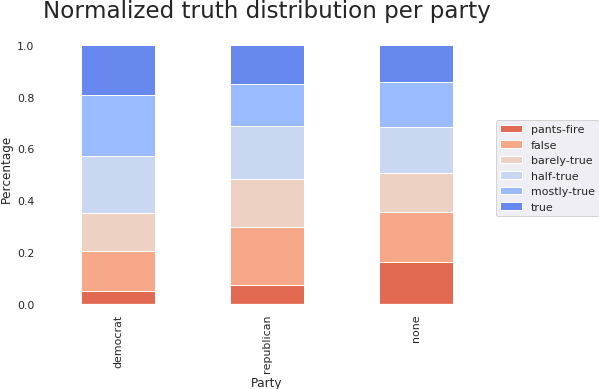 Normalized truth distribution per party
1.0
0.8
0.6
0.4
0.2
0.0
Percentage
democrat
republican
none
Party
pants-fire
false
barely-true
half-true
mostly-true
true